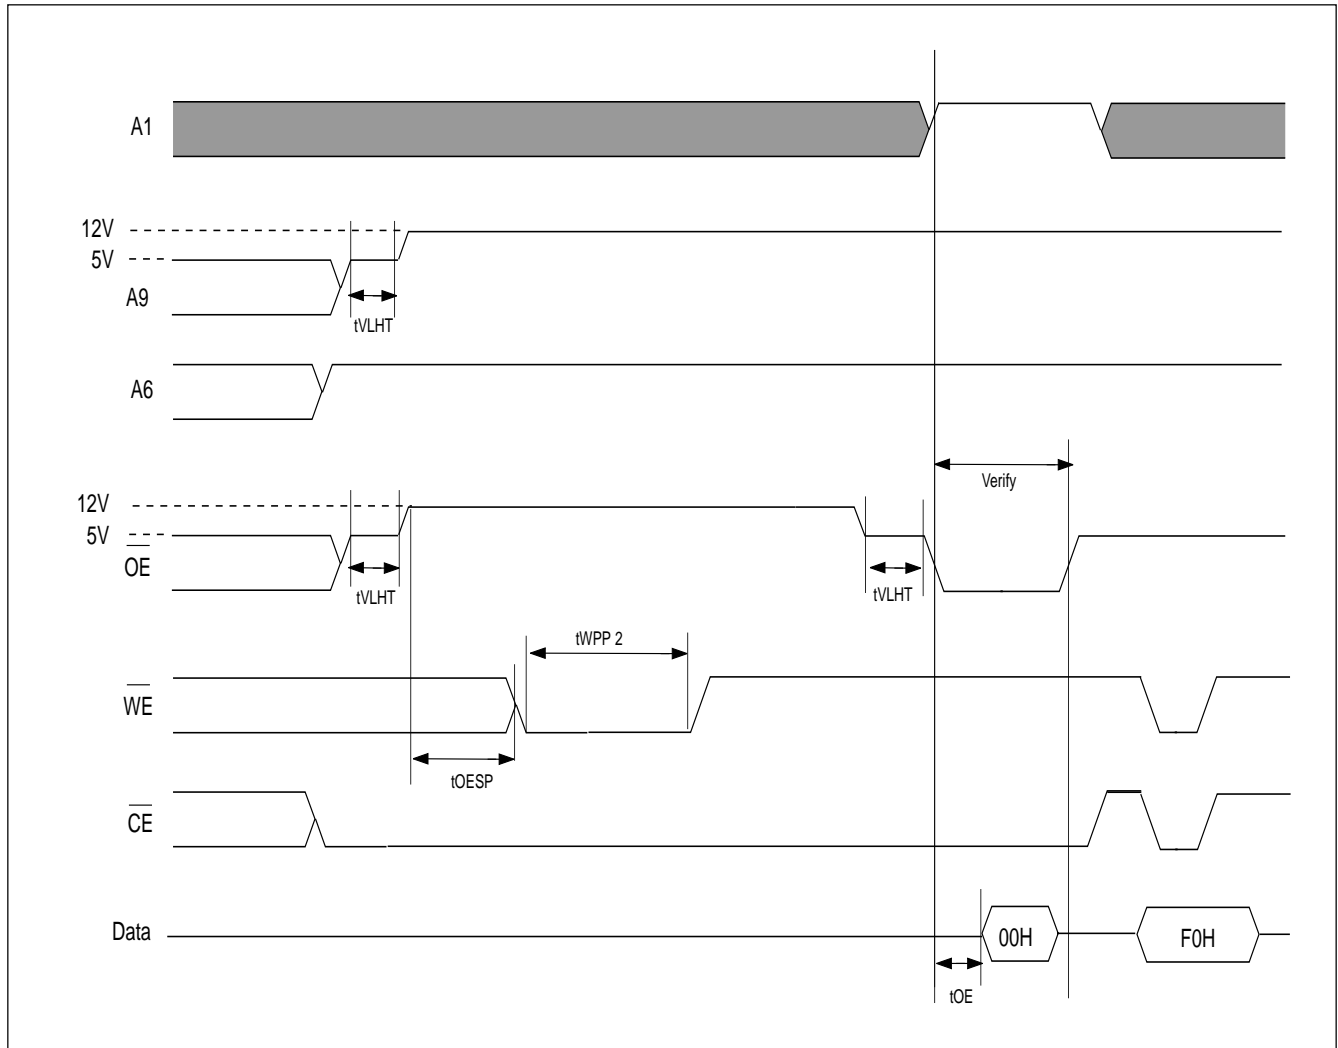 A1
12V
5V
A9
tVLHT
A6
Verify
12V
5V
OE
tVLHT
tVLHT
tWPP 2
WE
tOESP
CE
Data
00H
F0H
tOE